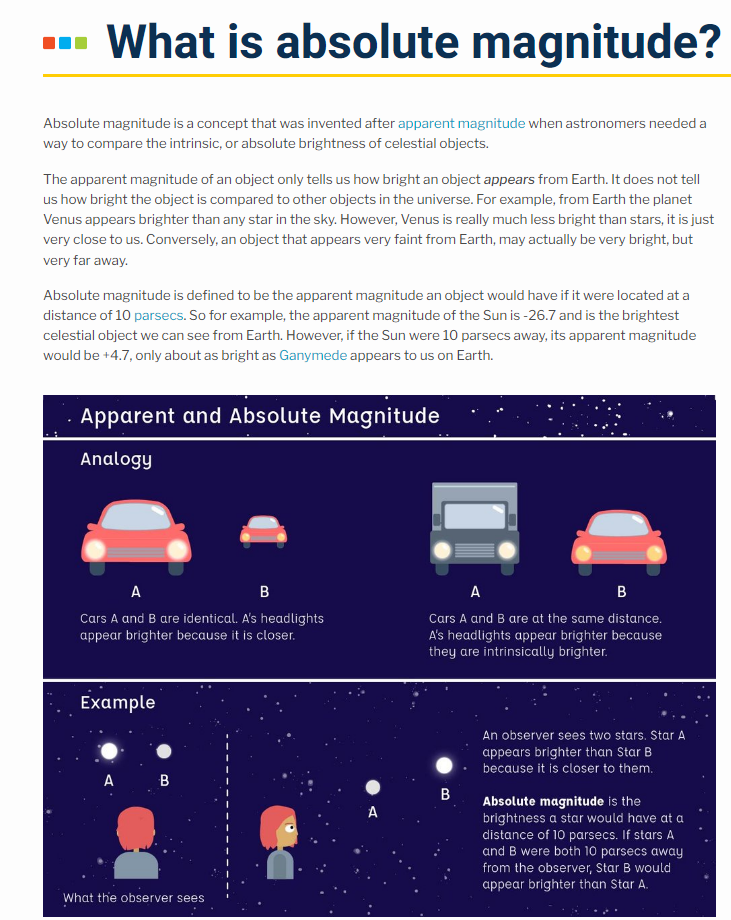 What is absolute magnitude?
Absolute magnitude is a concept that was invented after apparent magnitude when astronomers needed a
way to compare the intrinsic, or absolute brightness of celestial objects.
The apparent magnitude of an object only tells us how bright an object appears from Earth. It does not tell
us how bright the object is compared to other objects in the universe. For example, from Earth the planet
Venus appears brighter than any star in the sky. However, Venus is really much less bright than stars, it is just
very close to us. Conversely, an object that appears very faint from Earth, may actually be very bright, but
very far away.
Absolute magnitude is defined to be the apparent magnitude an object would have if it were located at a
distance of 10 parsecs. So for example, the apparent magnitude of the Sun is -26.7 and is the brightest
celestial object we can see from Earth. However, if the Sun were 10 parsecs away, its apparent magnitude
would be +4.7, only about as bright as Ganymede appears to us on Earth.
Apparent and Absolute Magnitude
Analogy
A B
Cars A and B are identical. A's headlights
appear brighter because it is closer.
A B
Cars A and B are at the same distance.
A's headlights appear brighter because
they are intrinsically brighter.
Example
A B
What the observer sees
A
B
An observer sees two stars. Star A
appears brighter than Star B
because it is closer to them.
Absolute magnitude is the
brightness a star would have at a
distance of 10 parsecs. If stars A
and B were both 10 parsecs away
from the observer, Star B would
appear brighter than Star A.